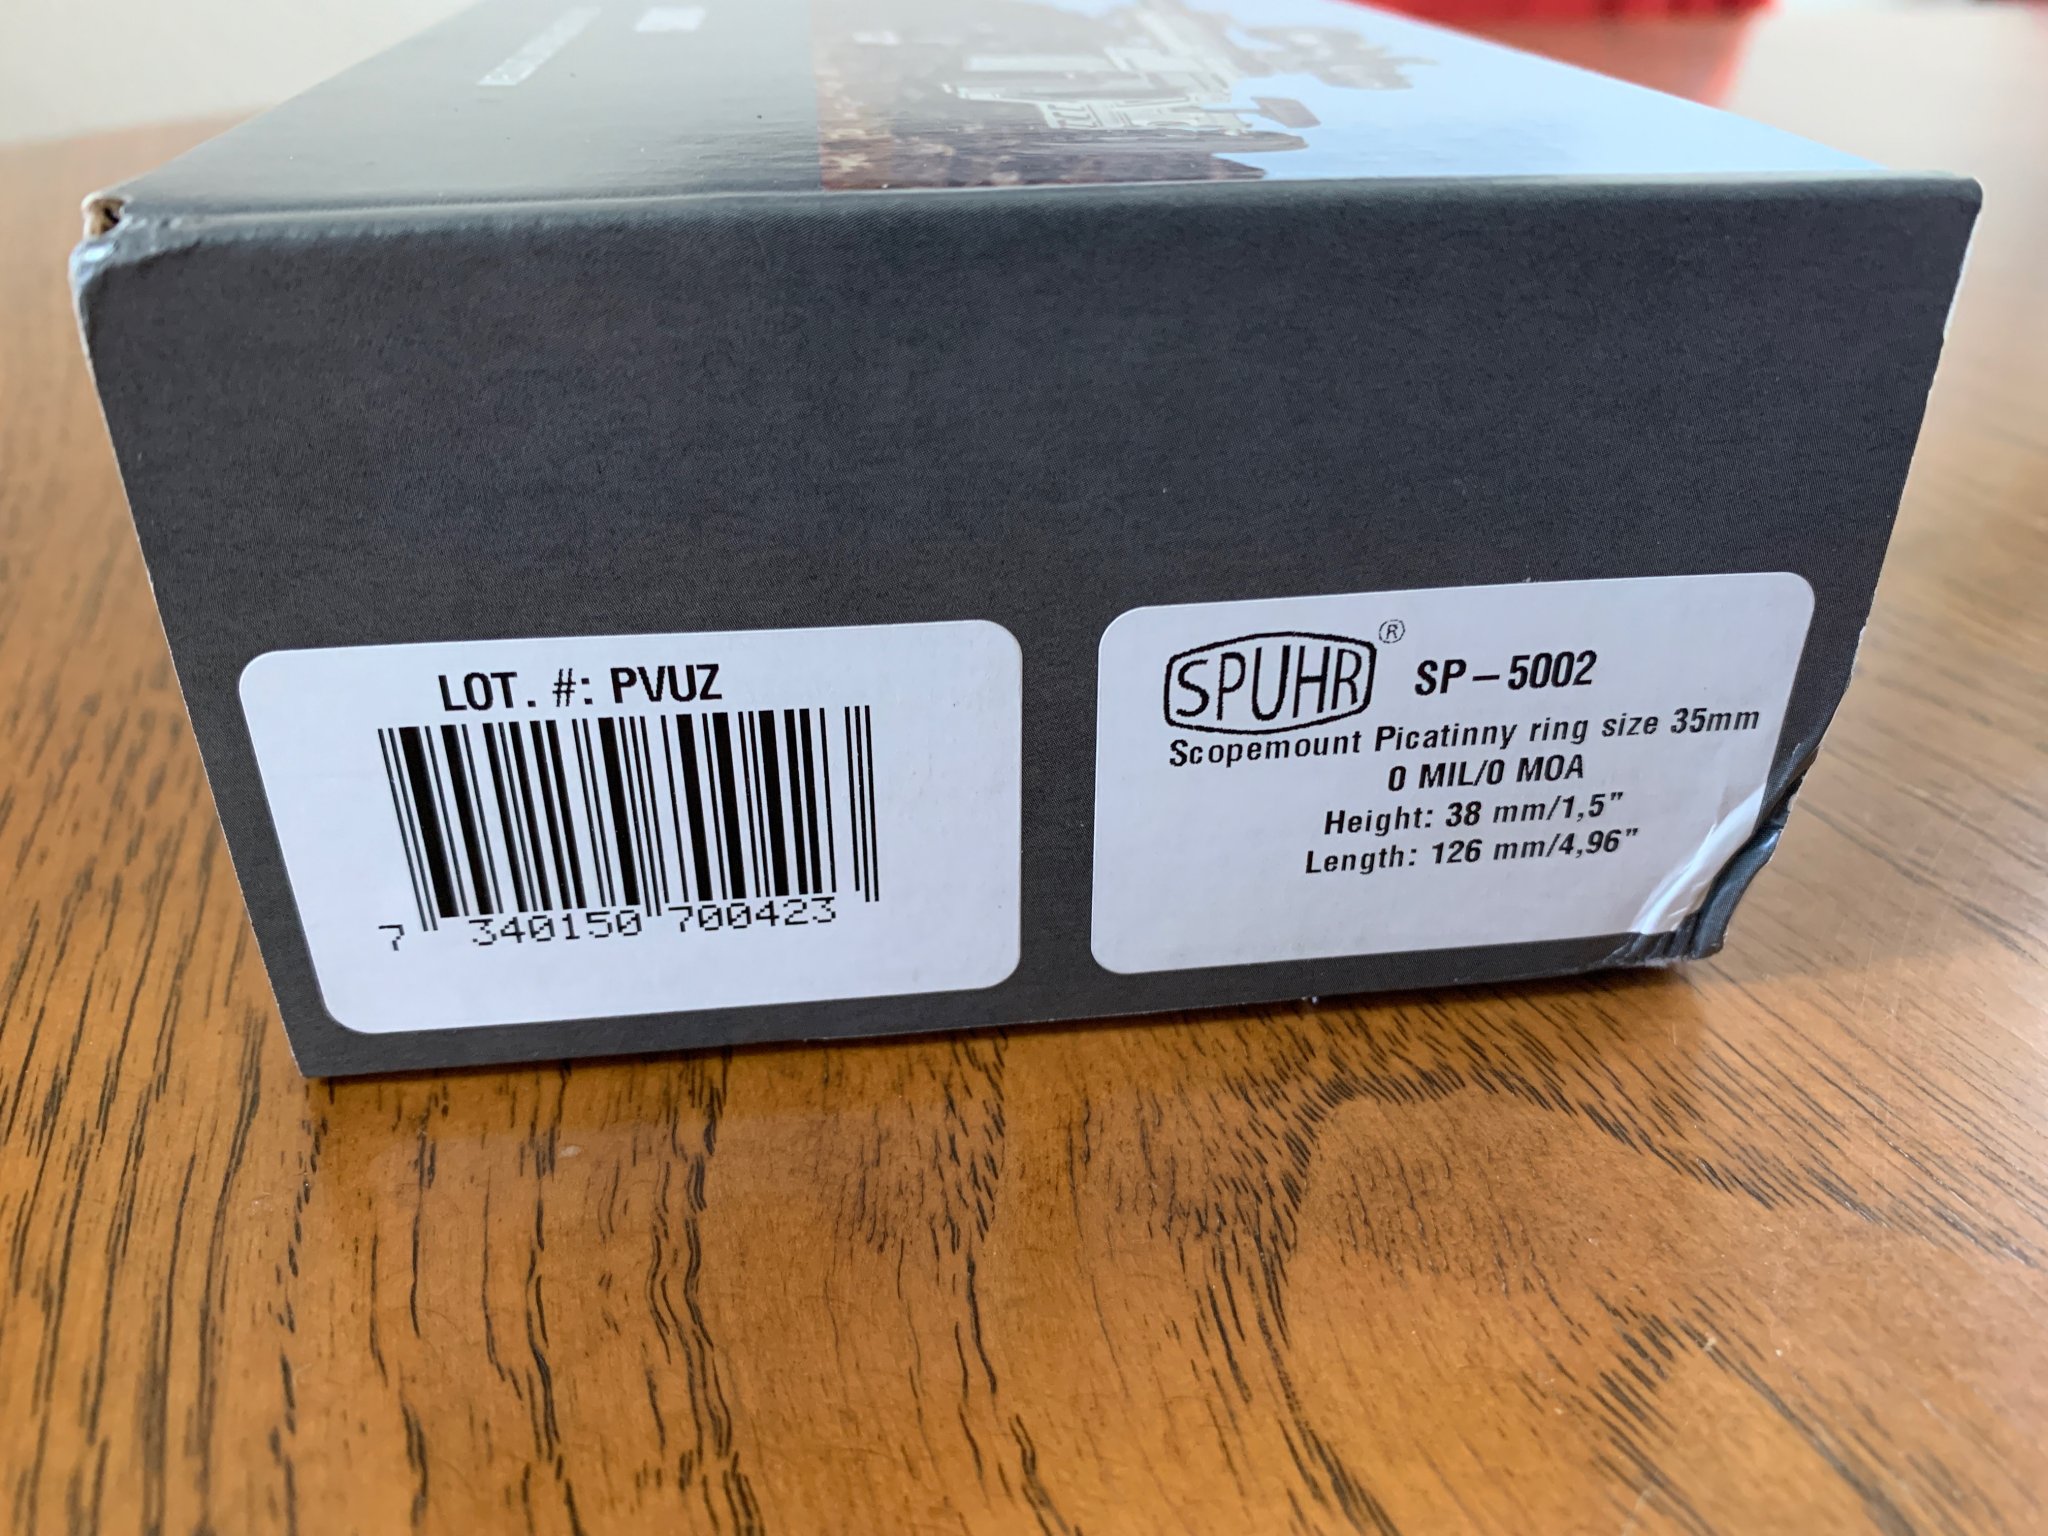 LOT. #: PVUZ
7 340150 700423
SPUHR® SP-5002
Scopemount Picatinny ring size 35mm
0 MIL/0 MOA
Height: 38 mm/1,5”
Length: 126 mm/4,96”